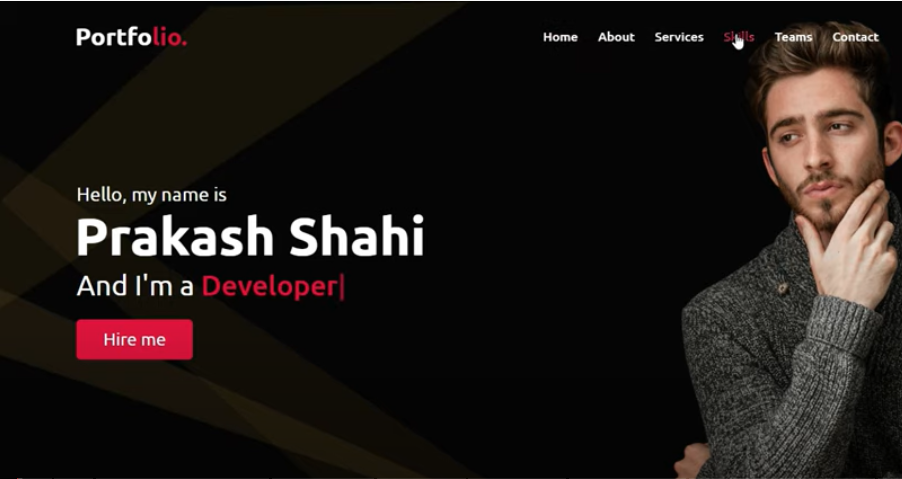 Portfolio.
Home About Services Skills Teams Contact
Hello, my name is
Prakash Shahi
And I'm a Developer|
Hire me